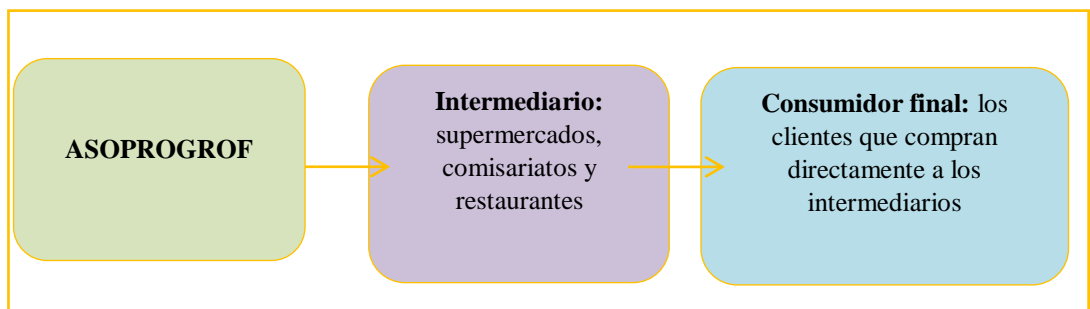 ASOPROGROF
Intermediario:
supermercados,
comisariatos y
restaurantes
Consumidor final: los
clientes que compran
directamente a los
intermediarios